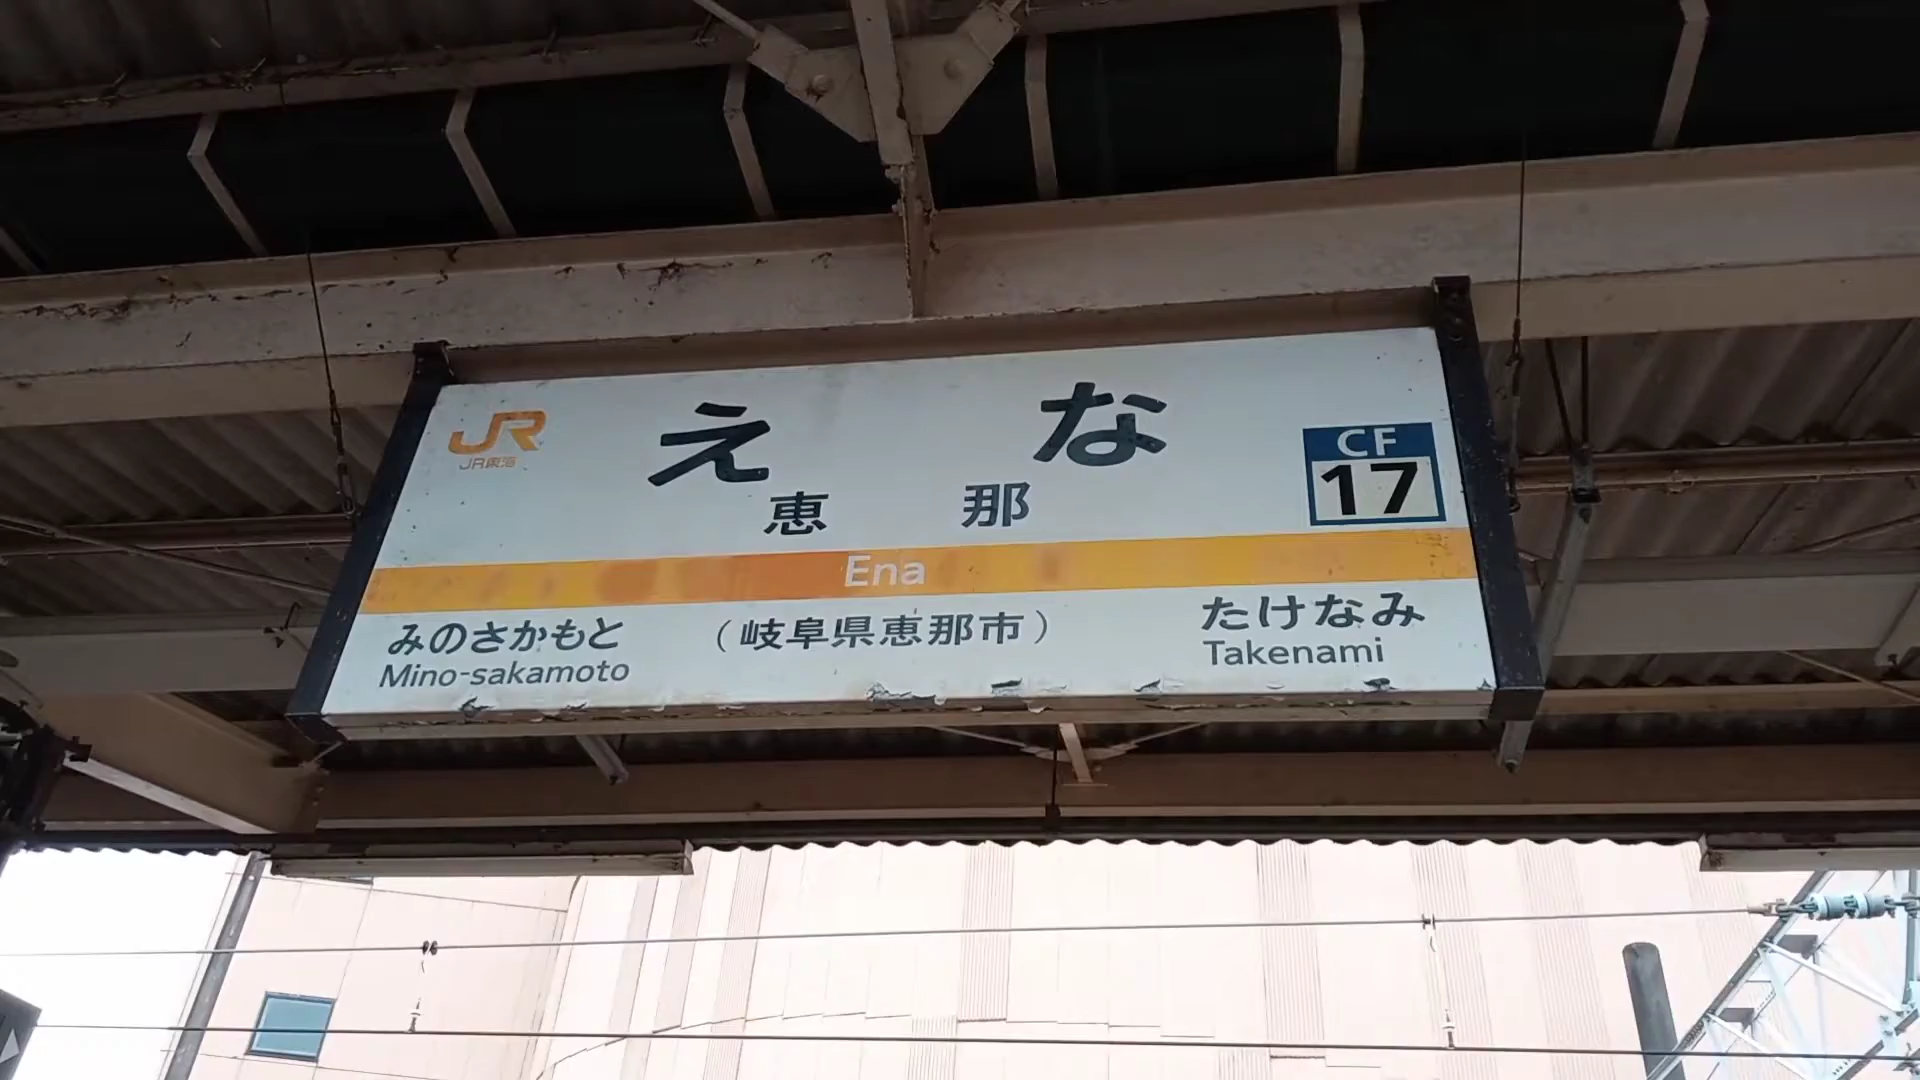 JR
JR東海
えな
恵那
CF
17
Ena
みのさかもと
Mino-sakamoto
(岐阜県恵那市)
たけなみ
Takenami